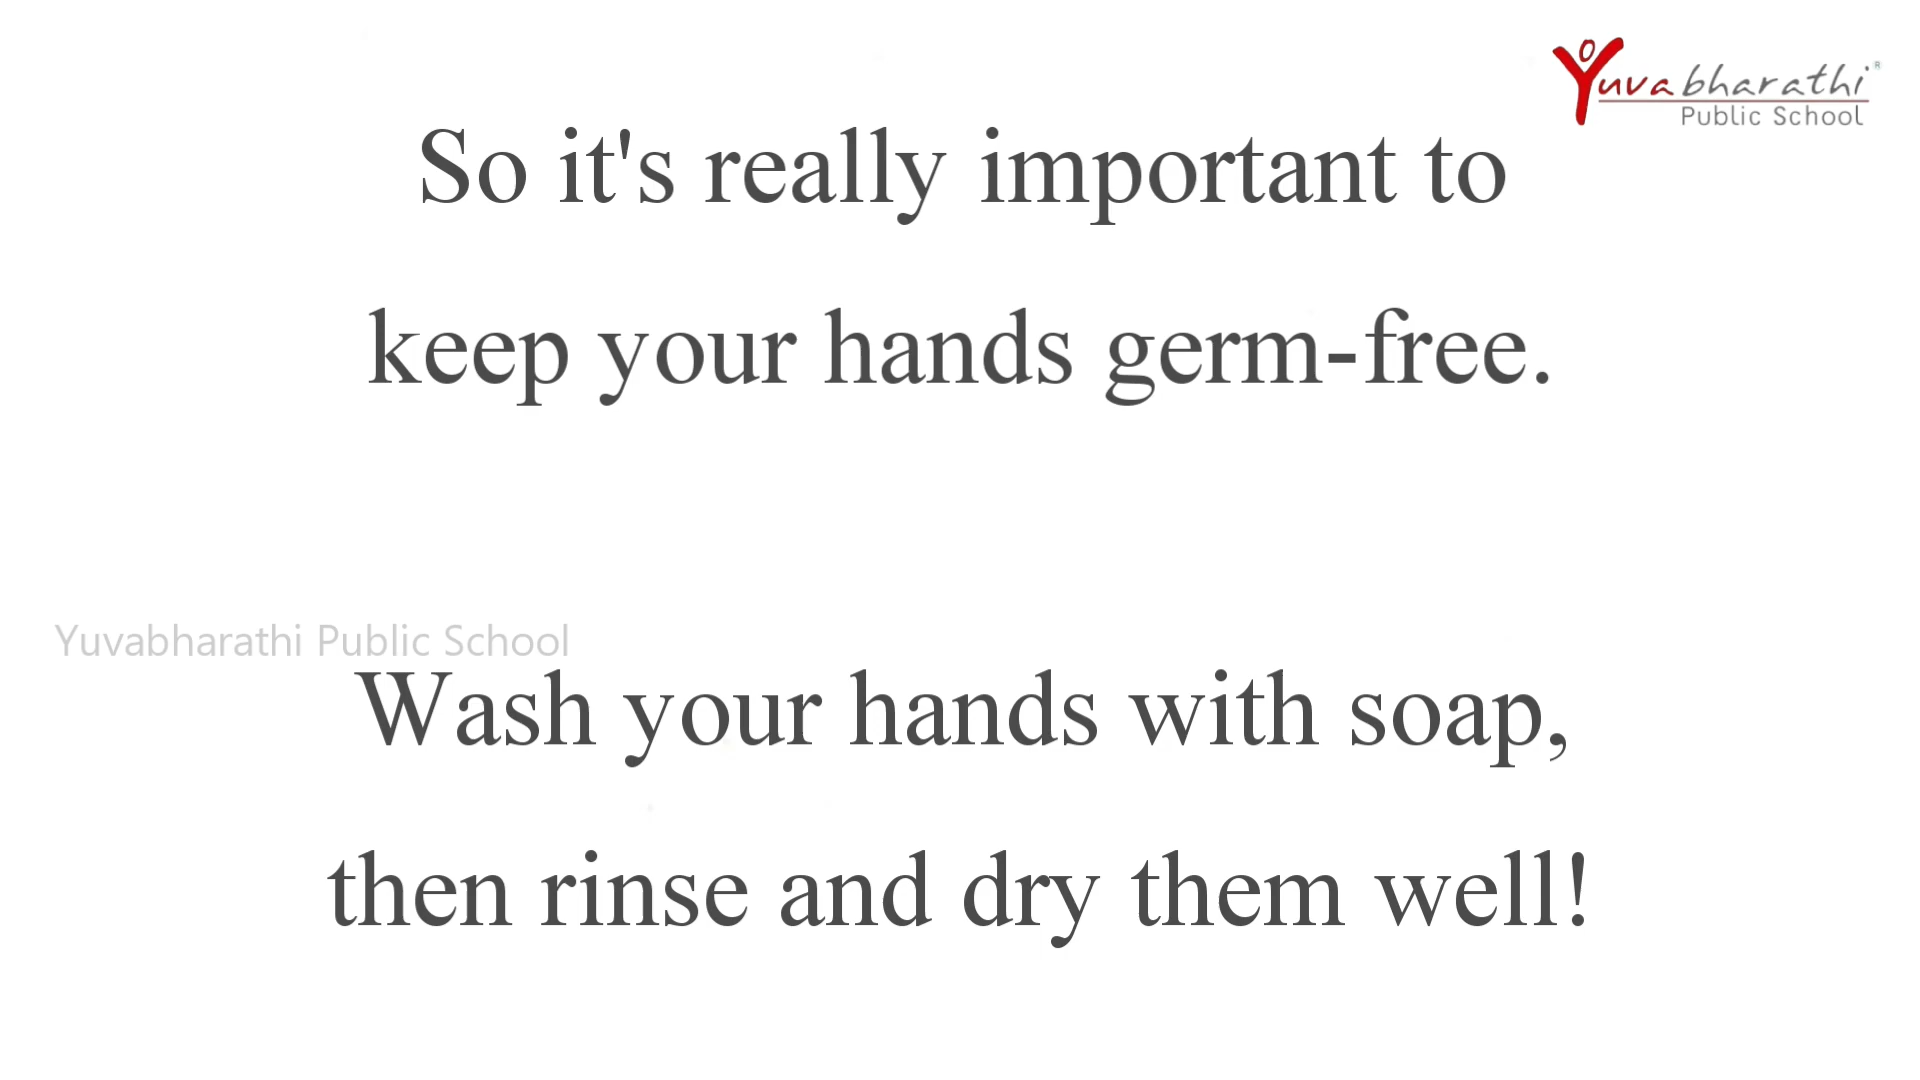 Yuvabharathi®
Public School
So it's really important to
keep your hands germ-free.
Yuvabharathi Public School
Wash your hands with soap,
then rinse and dry them well!